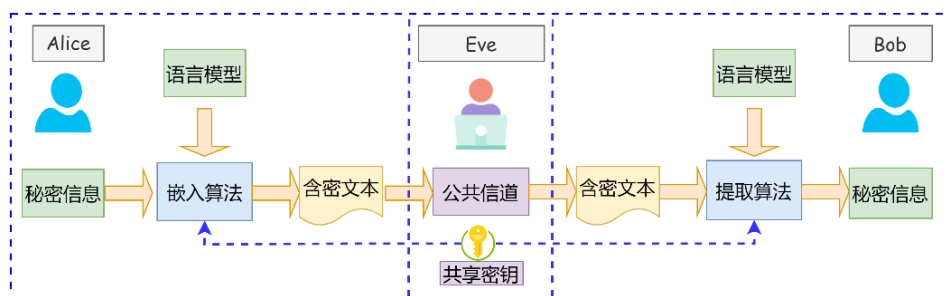 Alice
Eve
Bob
语言模型
语言模型
秘密信息
嵌入算法
含密文本
公共信道
含密文本
提取算法
秘密信息
共享密钥